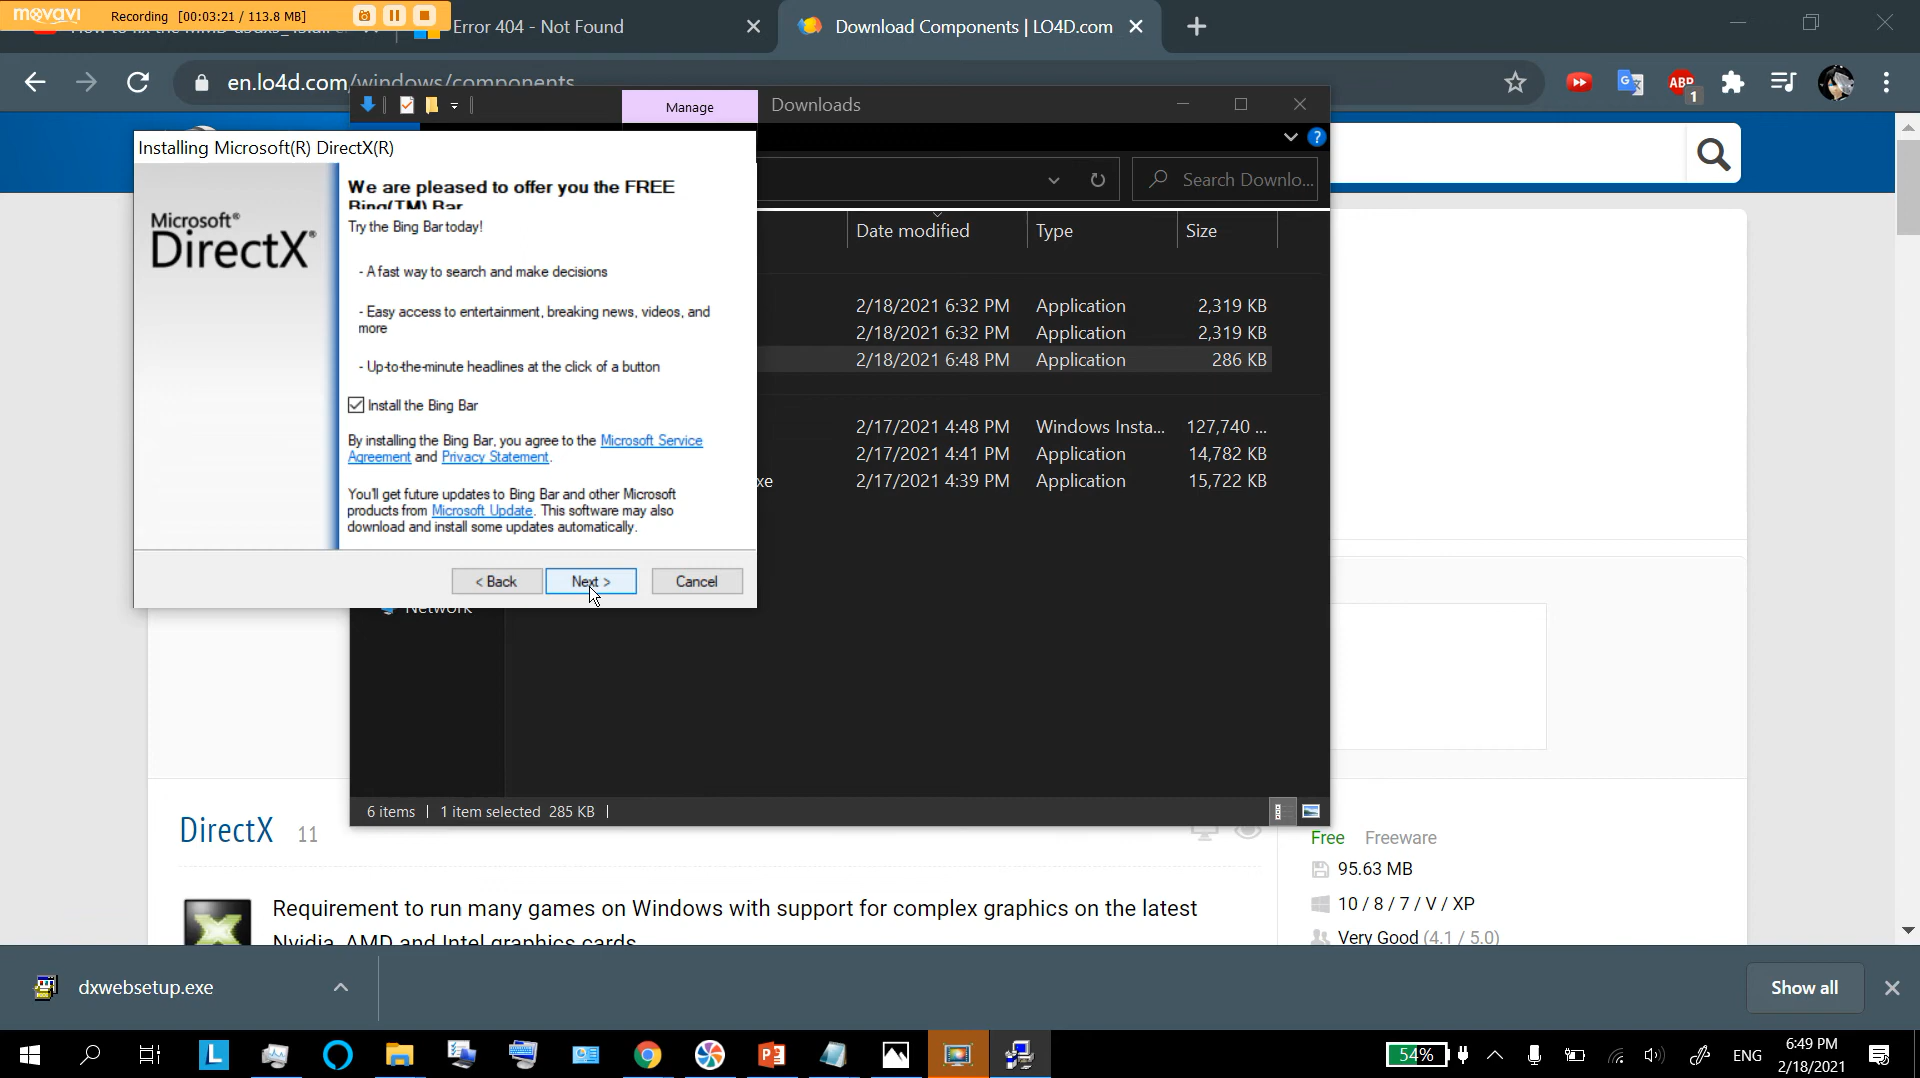 movavi
Recording [00:03:21 / 113.8 MB]
Error 404 - Not Found
Download Components | LO4D.com
en.lo4d.com/windows/components
ABP
1
Manage
Downloads
Installing Microsoft(R) DirectX(R)
Microsoft®
DirectX®
We are pleased to offer you the FREE
Bing(TM) Bar
Try the Bing Bar today!
- A fast way to search and make decisions
- Easy access to entertainment, breaking news, videos, and
more
- Up-to-the-minute headlines at the click of a button
Install the Bing Bar
By installing the Bing Bar, you agree to the Microsoft Service
Agreement and Privacy Statement.
You'll get future updates to Bing Bar and other Microsoft
products from Microsoft Update. This software may also
download and install some updates automatically.
< Back
Next >
Cancel
Search Downlo...
Date modified Type Size
2/18/2021 6:32 PM Application 2,319 KB
2/18/2021 6:32 PM Application 2,319 KB
2/18/2021 6:48 PM Application 286 KB
2/17/2021 4:48 PM Windows Insta... 127,740 ...
2/17/2021 4:41 PM Application 14,782 KB
xe 2/17/2021 4:39 PM Application 15,722 KB
Network
6 items 1 item selected 285 KB
DirectX 11
Requirement to run many games on Windows with support for complex graphics on the latest
Nvidia, AMD and Intel graphics cards
Free Freeware
95.63 MB
10 / 8 / 7 / V / XP
Very Good (4.1 / 5.0)
dxwebsetup.exe
Show all
54%
ENG
6:49 PM
2/18/2021